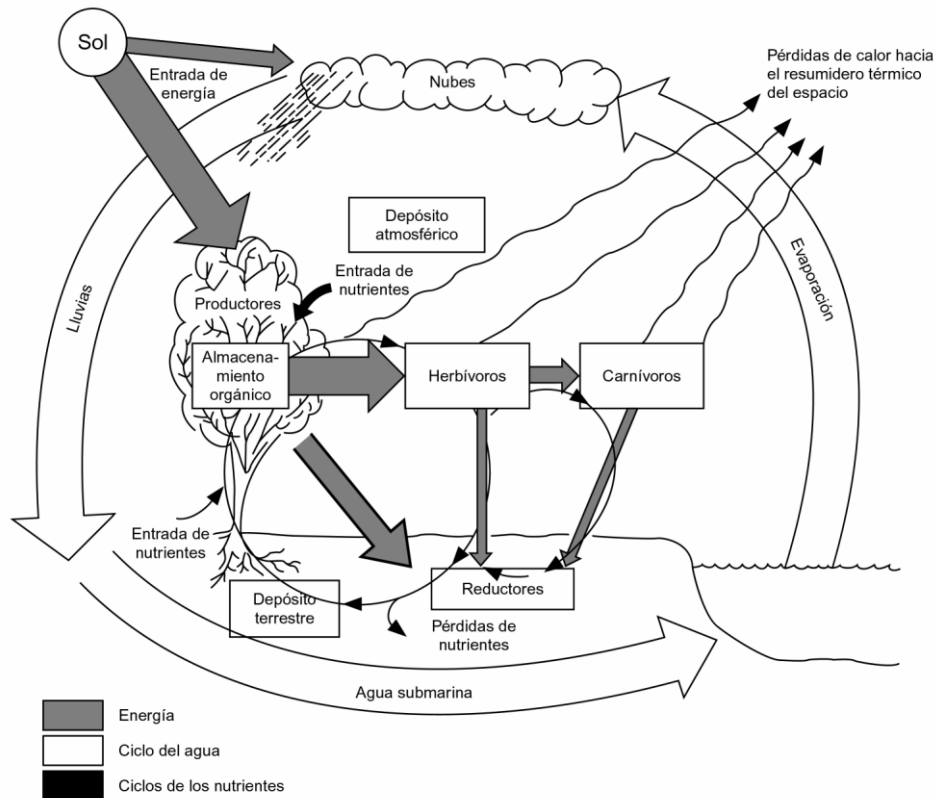 Sol
Entrada de
energía
Nubes
Pérdidas de calor hacia
el resumidero térmico
del espacio
Depósito
atmosférico
Entrada de
nutrientes
Productores
Lluvias
Evaporación
Almacena-
miento
orgánico
Herbívoros
Carnívoros
Entrada de
nutrientes
Depósito
terrestre
Reductores
Pérdidas de
nutrientes
Agua submarina
Energía
Ciclo del agua
Ciclos de los nutrientes